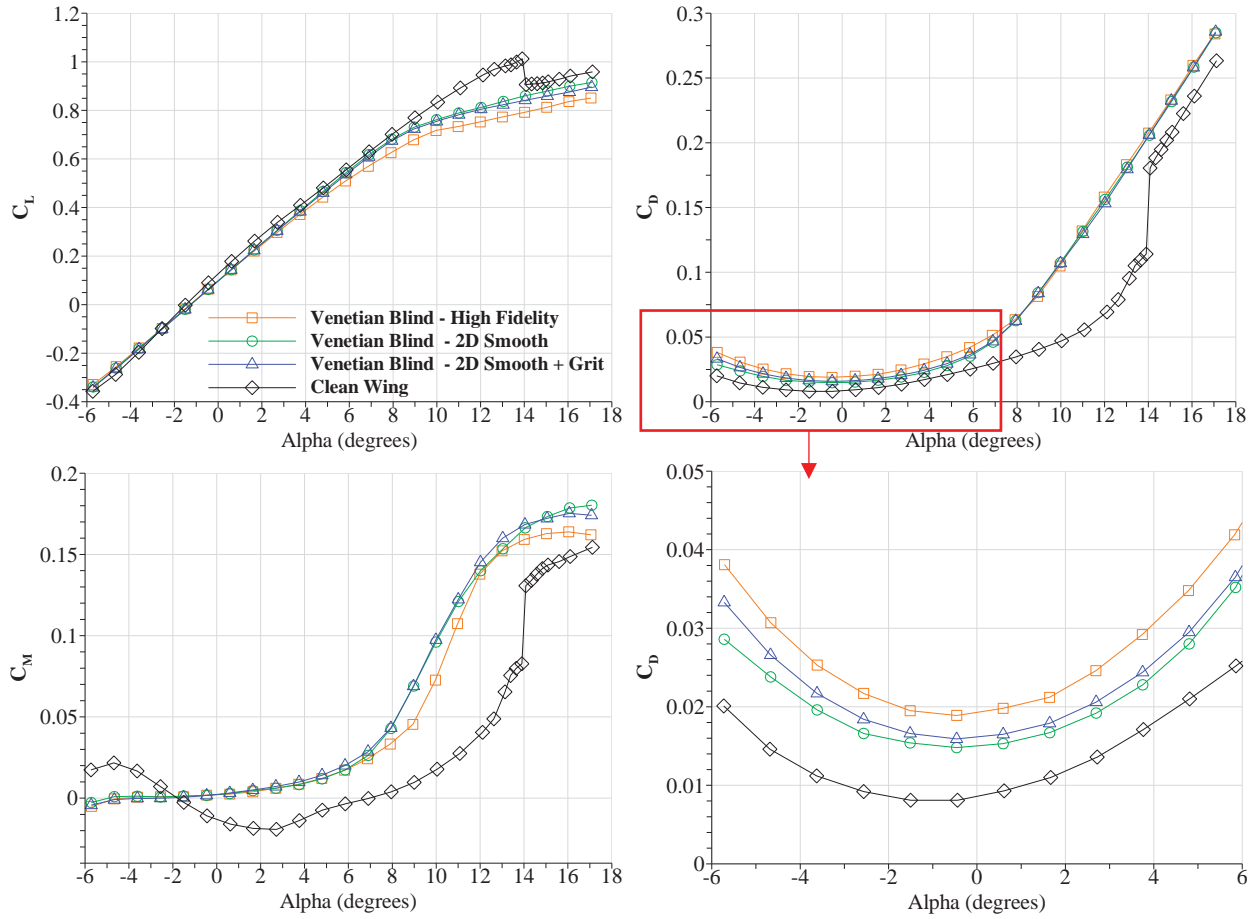 1.2
1
0.8
0.6
0.4
0.2
0
-0.2
-0.4
C_L
-6 -4 -2 0 2 4 6 8 10 12 14 16 18
Alpha (degrees)
Venetian Blind - High Fidelity
Venetian Blind - 2D Smooth
Venetian Blind - 2D Smooth + Grit
Clean Wing
0.3
0.25
0.2
0.15
0.1
0.05
0
C_D
-6 -4 -2 0 2 4 6 8 10 12 14 16 18
Alpha (degrees)
0.2
0.15
0.1
0.05
0
C_M
-6 -4 -2 0 2 4 6 8 10 12 14 16 18
Alpha (degrees)
0.05
0.04
0.03
0.02
0.01
0
C_D
-6 -4 -2 0 2 4 6
Alpha (degrees)